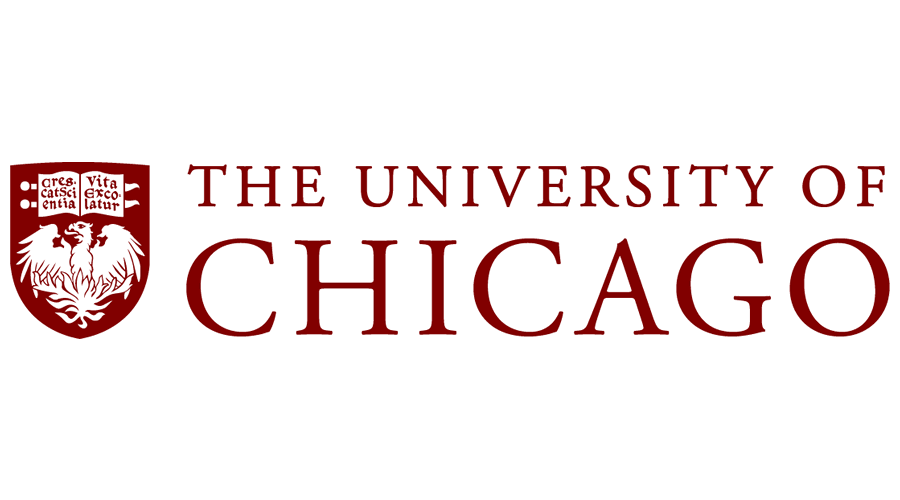 Cres
catsci
entia
Vita
Exco
latur
THE UNIVERSITY OF
CHICAGO